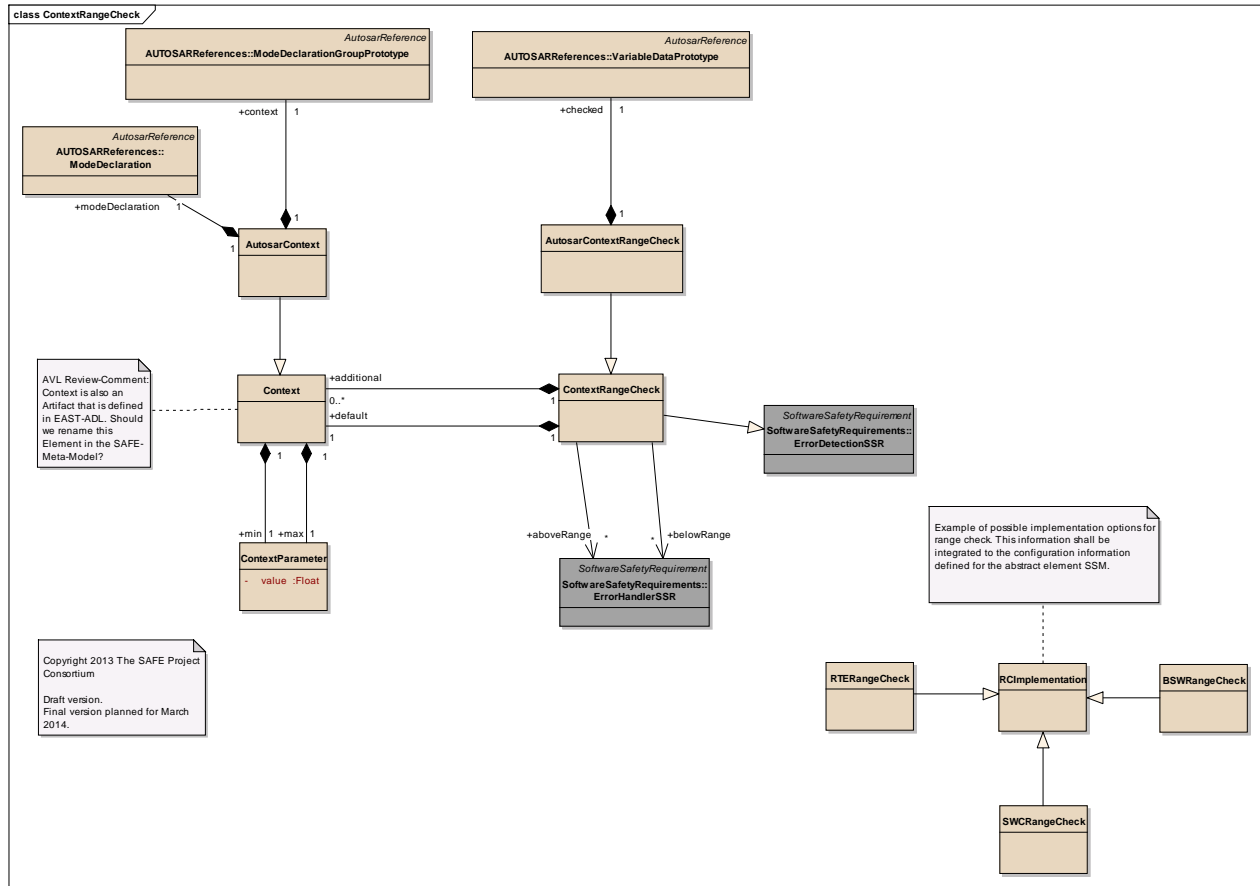 class ContextRangeCheck
AutosarReference
AUTOSARReferences::ModeDeclarationGroupPrototype
AutosarReference
AUTOSARReferences::VariableDataPrototype
+context 1
+checked 1
AutosarReference
AUTOSARReferences::
ModeDeclaration
+modeDeclaration 1
1
1
1
AutosarContext
AutosarContextRangeCheck
AVL Review-Comment:
Context is also an
Artifact that is defined
in EAST-ADL. Should
we rename this
Element in the SAFE-
Meta-Model?
Context
+additional
0..*
1
+default
1
1
ContextRangeCheck
SoftwareSafetyRequirement
SoftwareSafetyRequirements::
ErrorDetectionSSR
1
1
+min 1
+max 1
ContextParameter
- value :Float
+aboveRange *
* +belowRange
SoftwareSafetyRequirement
SoftwareSafetyRequirements::
ErrorHandlerSSR
Example of possible implementation options for
range check. This information shall be
integrated to the configuration information
defined for the abstract element SSM.
Copyright 2013 The SAFE Project
Consortium
Draft version.
Final version planned for March
2014.
RTERangeCheck
RCImplementation
BSWRangeCheck
SWCRangeCheck